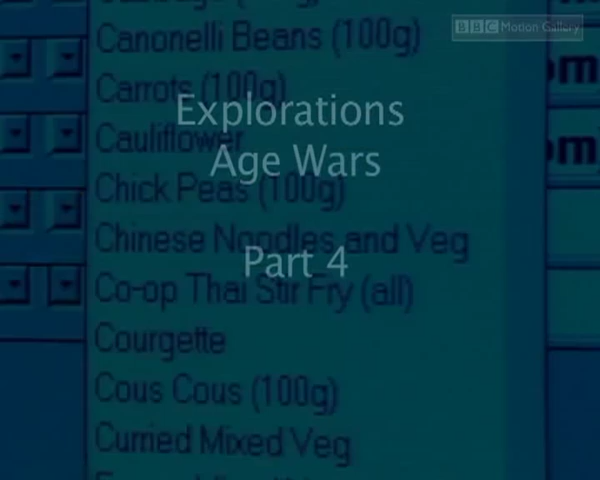 BBC Motion Gallery
Canonelli Beans (100g)
Carrots (100g)
Explorations
Cauliflower
Age Wars
Chick Peas (100g)
Chinese Noodles and Veg
Part 4
Co-op Thai Stir Fry (all)
Courgette
Cous Cous (100g)
Curried Mixed Veg